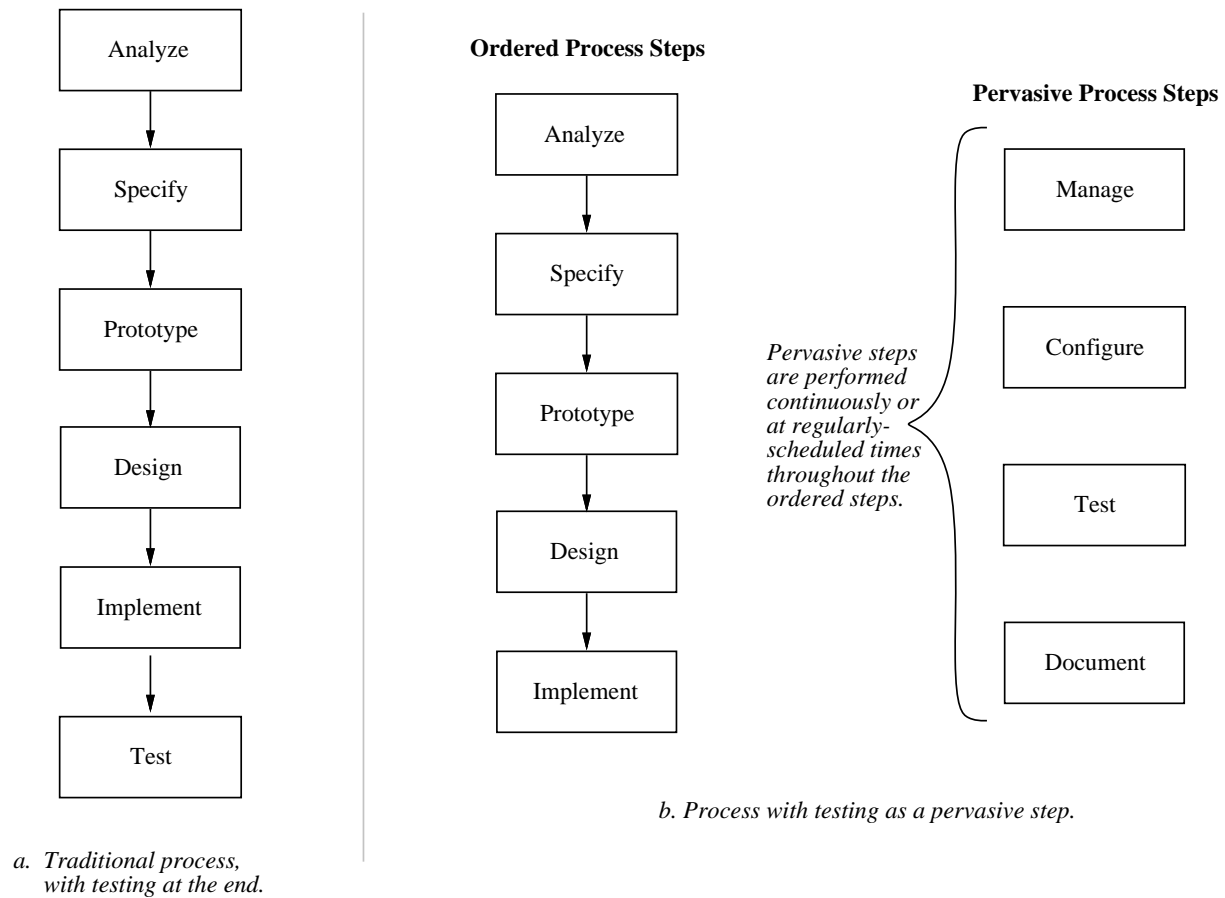 Analyze
Specify
Prototype
Design
Implement
Test
a. Traditional process,
with testing at the end.
Ordered Process Steps
Analyze
Specify
Prototype
Design
Implement
Pervasive steps
are performed
continuously or
at regularly-
scheduled times
throughout the
ordered steps.
Pervasive Process Steps
Manage
Configure
Test
Document
b. Process with testing as a pervasive step.